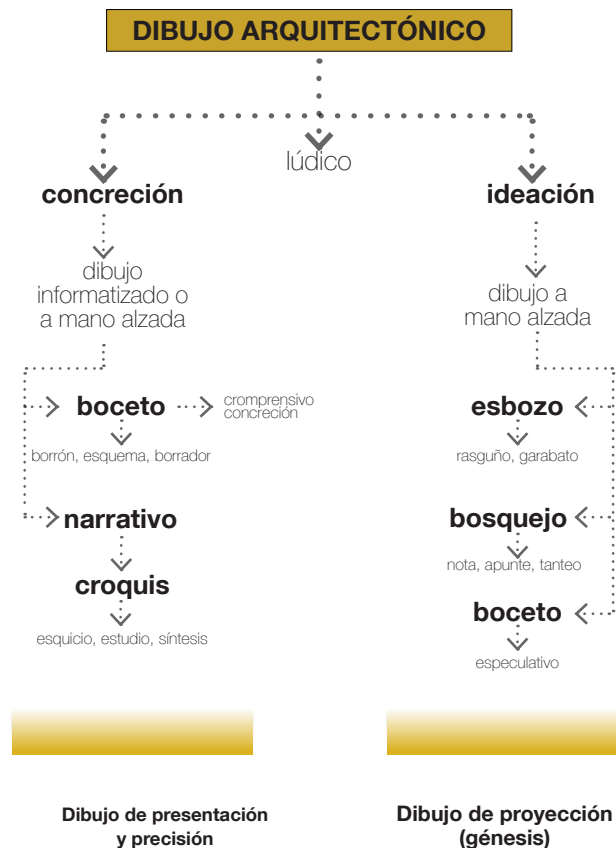 DIBUJO ARQUITECTÓNICO
lúdico
concreción
dibujo
informatizado o
a mano alzada
boceto
cromprensivo
concreción
borrón, esquema, borrador
narrativo
croquis
esquicio, estudio, síntesis
Dibujo de presentación
y precisión
ideación
dibujo a
mano alzada
esbozo
rasguño, garabato
bosquejo
nota, apunte, tanteo
boceto
especulativo
Dibujo de proyección
(génesis)